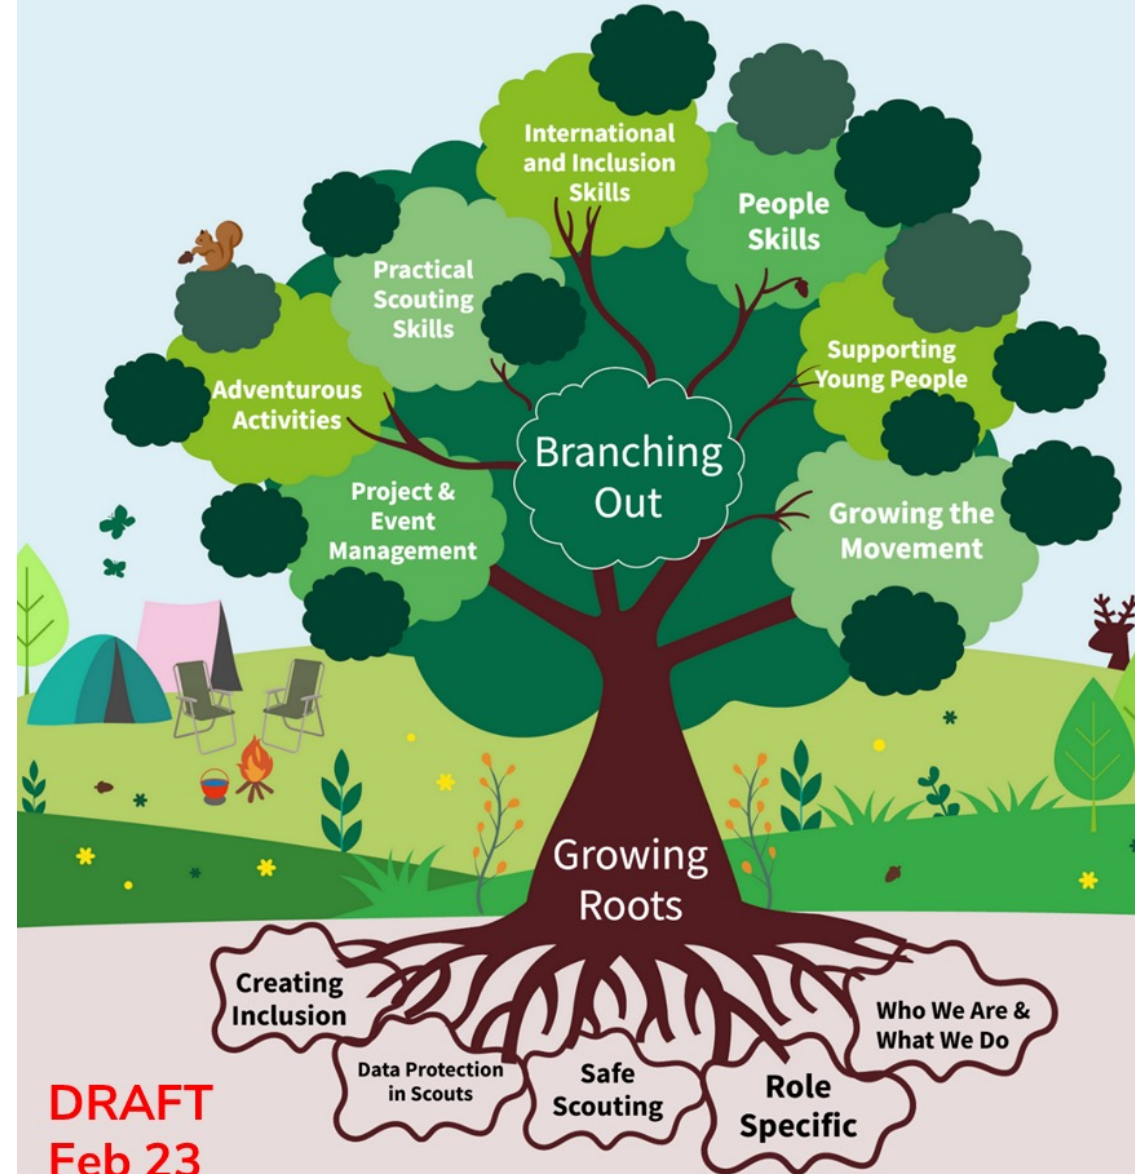 International
and Inclusion
Skills
People
Skills
Practical
Scouting
Skills
Supporting
Young People
Adventurous
Activities
Branching
Out
Project &
Event
Management
Growing the
Movement
Growing
Roots
Creating
Inclusion
Data Protection
in Scouts
Safe
Scouting
Role
Specific
Who We Are &
What We Do
DRAFT
Feb 23